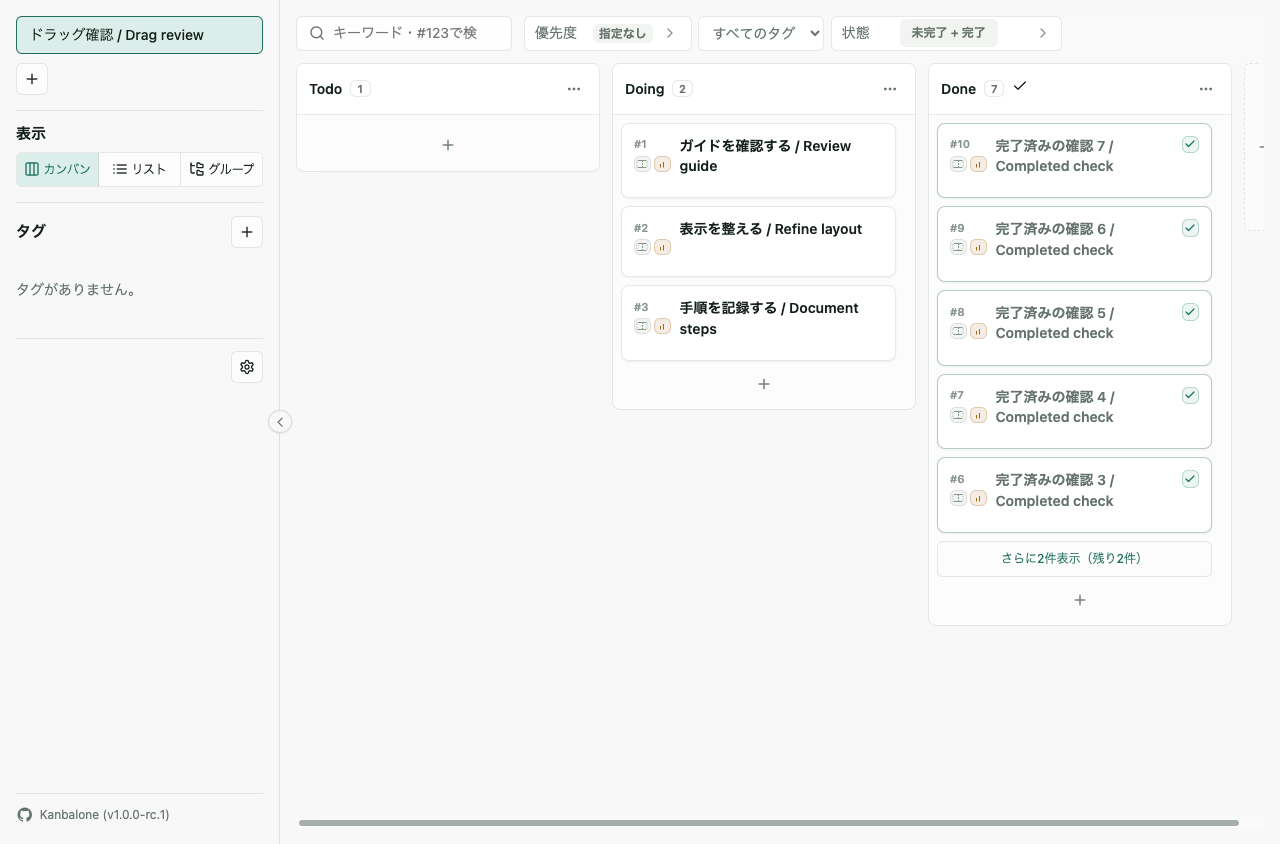 ドラッグ確認 / Drag review
表示
カンバン
リスト
グループ
タグ
タグがありません。
Kanbalone (v1.0.0-rc.1)
キーワード・#123で検
優先度 指定なし
すべてのタグ
状態 未完了 + 完了
Todo 1
Doing 2
#1 ガイドを確認する / Review
guide
#2 表示を整える / Refine layout
#3 手順を記録する / Document
steps
Done 7
#10 完了済みの確認 7 /
Completed check
#9 完了済みの確認 6 /
Completed check
#8 完了済みの確認 5 /
Completed check
#7 完了済みの確認 4 /
Completed check
#6 完了済みの確認 3 /
Completed check
さらに2件表示（残り2件）